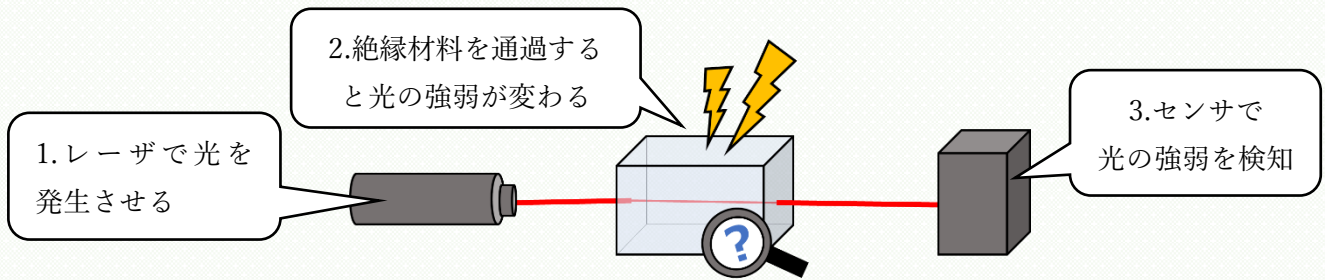 1.レーザで光を
発生させる
2.絶縁材料を通過する
と光の強弱が変わる
?
3.センサで
光の強弱を検知